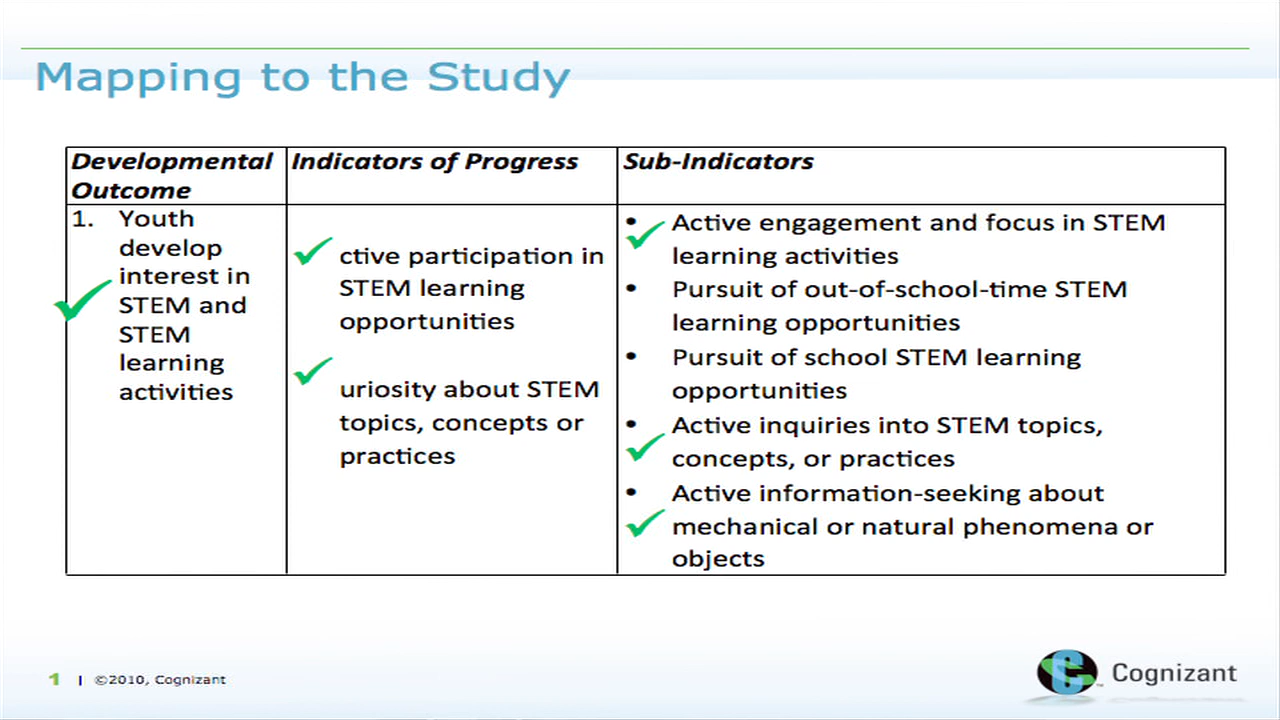 Mapping to the Study
Developmental
Outcome
Indicators of Progress
Sub-Indicators
1. Youth
develop
interest in
STEM and
STEM
learning
activities
ctive participation in
STEM learning
opportunities
uriosity about STEM
topics, concepts or
practices
• Active engagement and focus in STEM
learning activities
• Pursuit of out-of-school-time STEM
learning opportunities
• Pursuit of school STEM learning
opportunities
• Active inquiries into STEM topics,
concepts, or practices
• Active information-seeking about
mechanical or natural phenomena or
objects
1 | ©2010, Cognizant
Cognizant